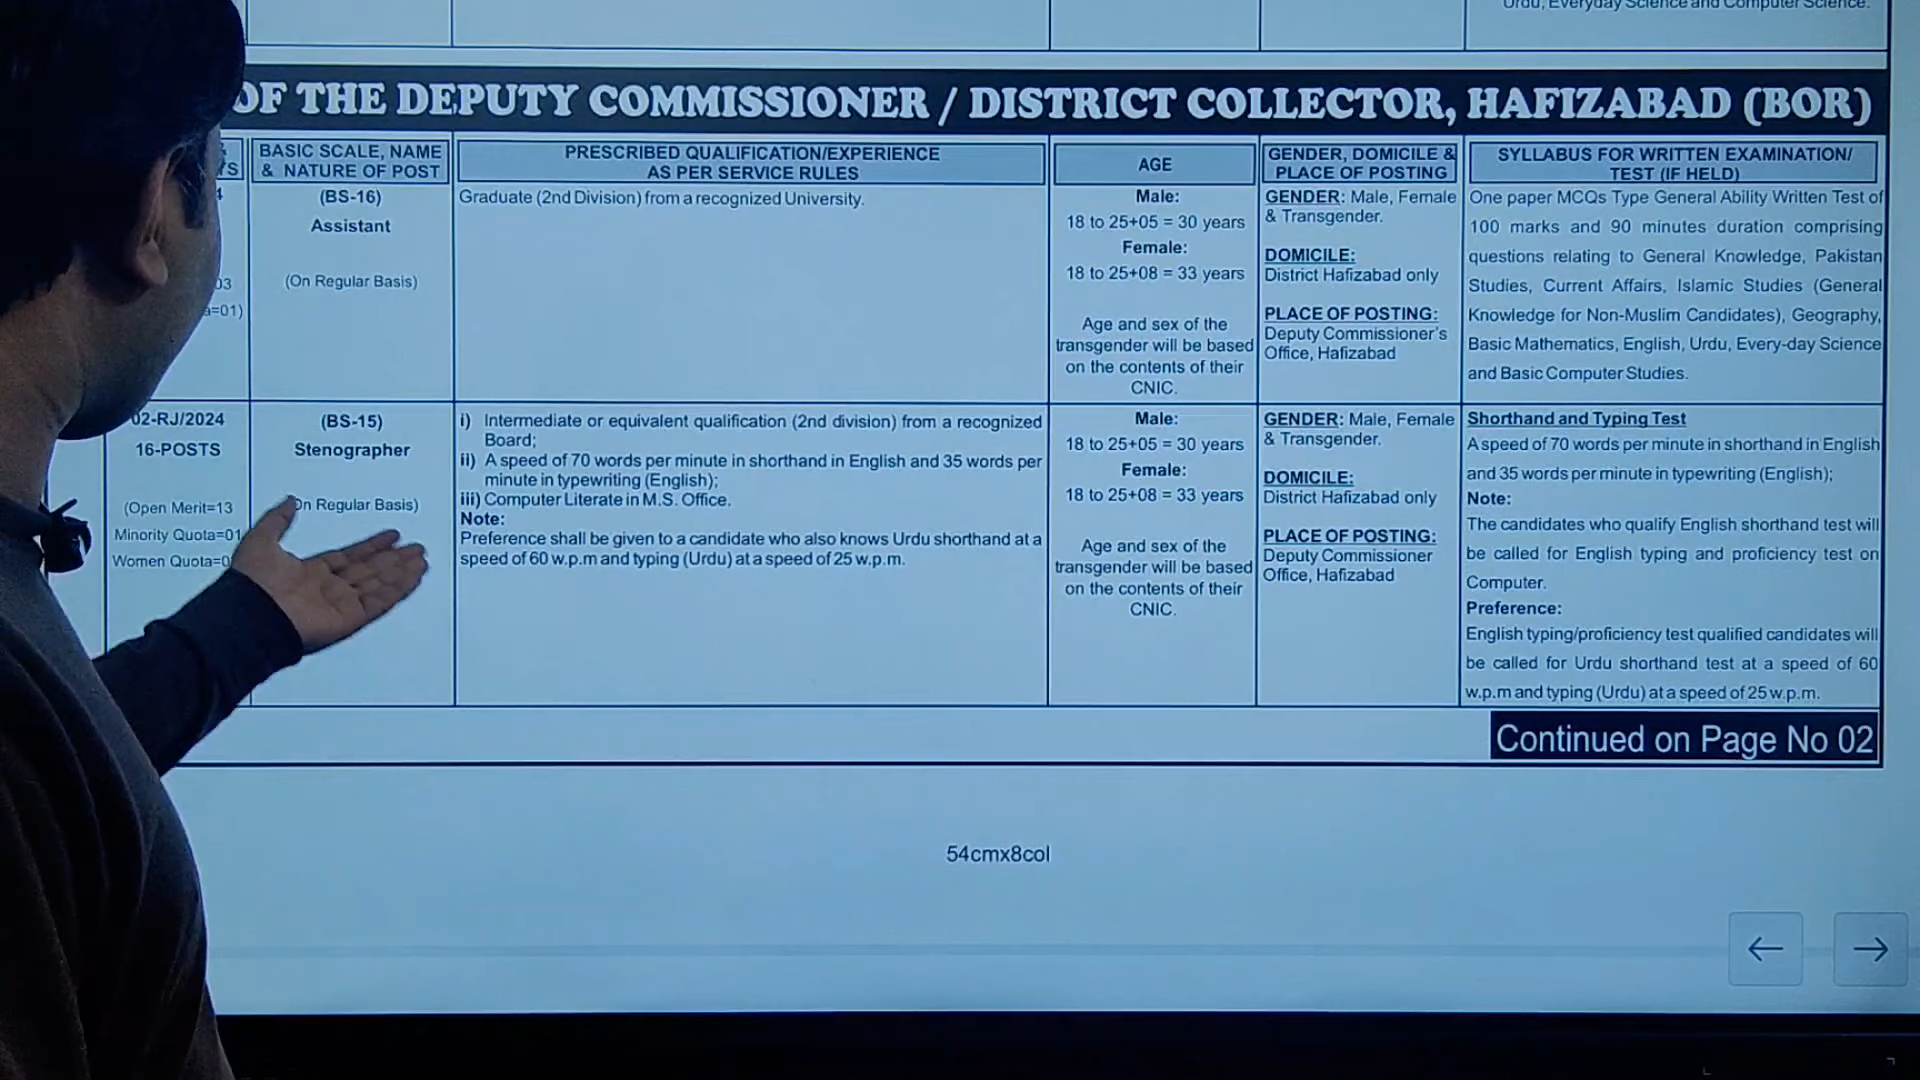 Urdu, Everyday Science and Computer Science.
OF THE DEPUTY COMMISSIONER / DISTRICT COLLECTOR, HAFIZABAD (BOR)
BASIC SCALE, NAME
& NATURE OF POST
PRESCRIBED QUALIFICATION/EXPERIENCE
AS PER SERVICE RULES
AGE
GENDER, DOMICILE &
PLACE OF POSTING
SYLLABUS FOR WRITTEN EXAMINATION/
TEST (IF HELD)
(BS-16)
Assistant
(On Regular Basis)
Graduate (2nd Division) from a recognized University.
Male:
18 to 25+05 = 30 years
Female:
18 to 25+08 = 33 years
Age and sex of the
transgender will be based
on the contents of their
CNIC.
GENDER: Male, Female
& Transgender.
DOMICILE:
District Hafizabad only
PLACE OF POSTING:
Deputy Commissioner's
Office, Hafizabad
One paper MCQs Type General Ability Written Test of
100 marks and 90 minutes duration comprising
questions relating to General Knowledge, Pakistan
Studies, Current Affairs, Islamic Studies (General
Knowledge for Non-Muslim Candidates), Geography,
Basic Mathematics, English, Urdu, Every-day Science
and Basic Computer Studies.
02-RJ/2024
16-POSTS
(Open Merit=13
Minority Quota=01
Women Quota=
(BS-15)
Stenographer
On Regular Basis)
i) Intermediate or equivalent qualification (2nd division) from a recognized
Board;
ii) A speed of 70 words per minute in shorthand in English and 35 words per
minute in typewriting (English);
iii) Computer Literate in M.S. Office.
Note:
Preference shall be given to a candidate who also knows Urdu shorthand at a
speed of 60 w.p.m and typing (Urdu) at a speed of 25 w.p.m.
Male:
18 to 25+05 = 30 years
Female:
18 to 25+08 = 33 years
Age and sex of the
transgender will be based
on the contents of their
CNIC.
GENDER: Male, Female
& Transgender.
DOMICILE:
District Hafizabad only
PLACE OF POSTING:
Deputy Commissioner
Office, Hafizabad
Shorthand and Typing Test
A speed of 70 words per minute in shorthand in English
and 35 words per minute in typewriting (English);
Note:
The candidates who qualify English shorthand test will
be called for English typing and proficiency test on
Computer.
Preference:
English typing/proficiency test qualified candidates will
be called for Urdu shorthand test at a speed of 60
w.p.m and typing (Urdu) at a speed of 25 w.p.m.
Continued on Page No 02
54cmx8col